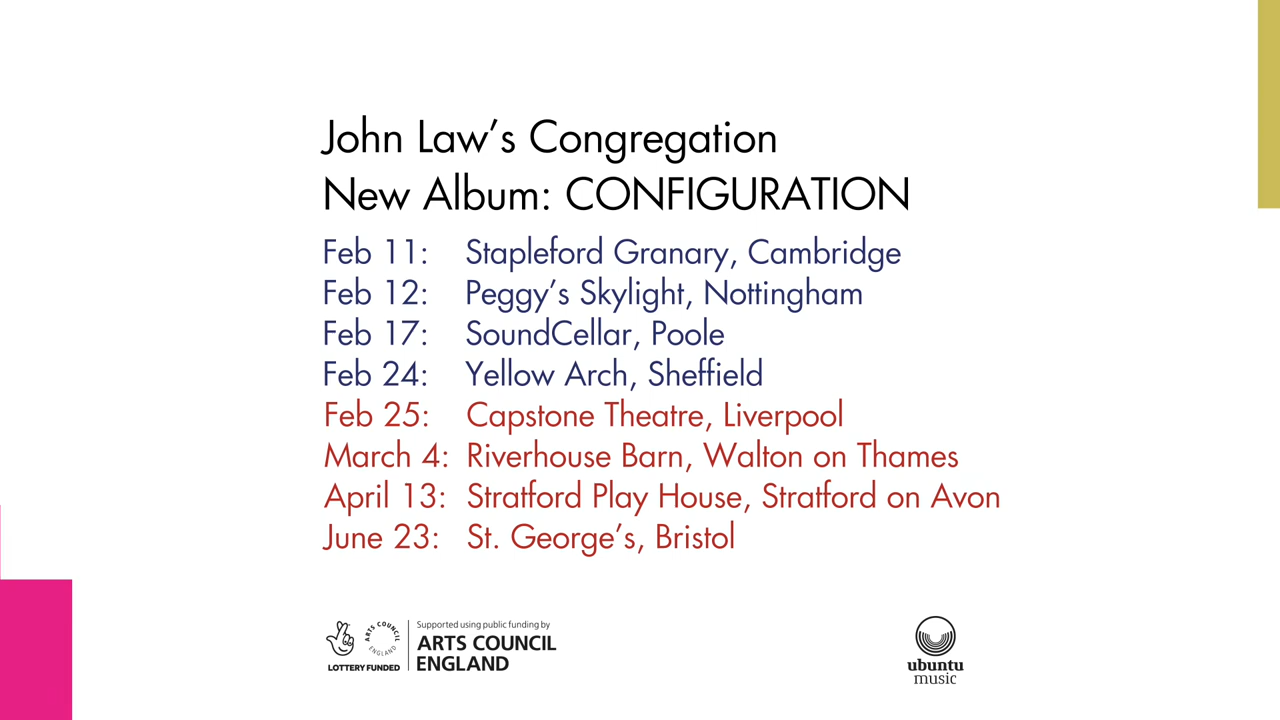 John Law's Congregation
New Album: CONFIGURATION
Feb 11: Stapleford Granary, Cambridge
Feb 12: Peggy's Skylight, Nottingham
Feb 17: SoundCellar, Poole
Feb 24: Yellow Arch, Sheffield
Feb 25: Capstone Theatre, Liverpool
March 4: Riverhouse Barn, Walton on Thames
April 13: Stratford Play House, Stratford on Avon
June 23: St. George's, Bristol
LOTTERY FUNDED
ARTS COUNCIL ENGLAND
Supported using public funding by
ARTS COUNCIL
ENGLAND
ubuntu
music